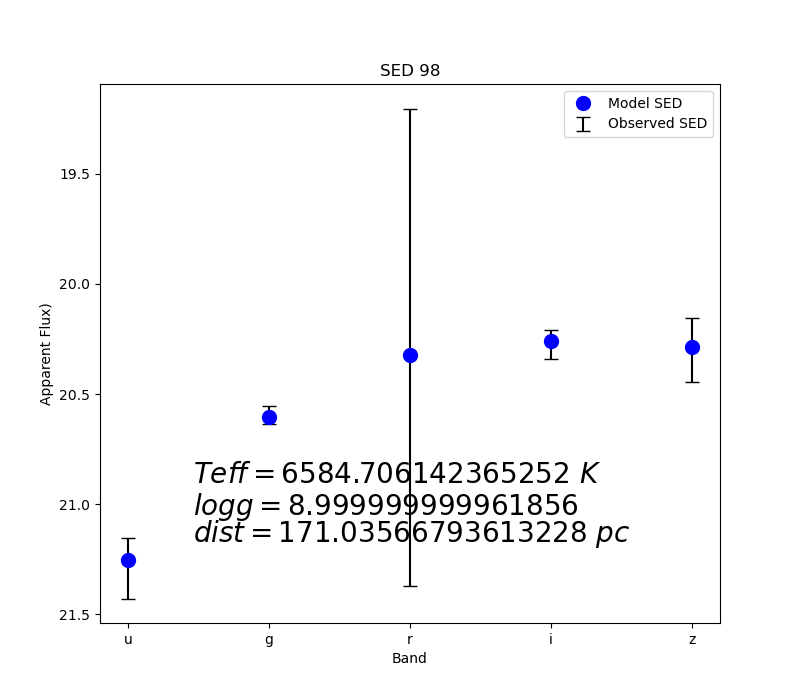 SED 98
Model SED
Observed SED
19.5
20.0
20.5
21.0
21.5
Apparent Flux)
Teff = 6584.706142365252 K
logg = 8.999999999961856
dist = 171.03566793613228 pc
u g r i z
Band